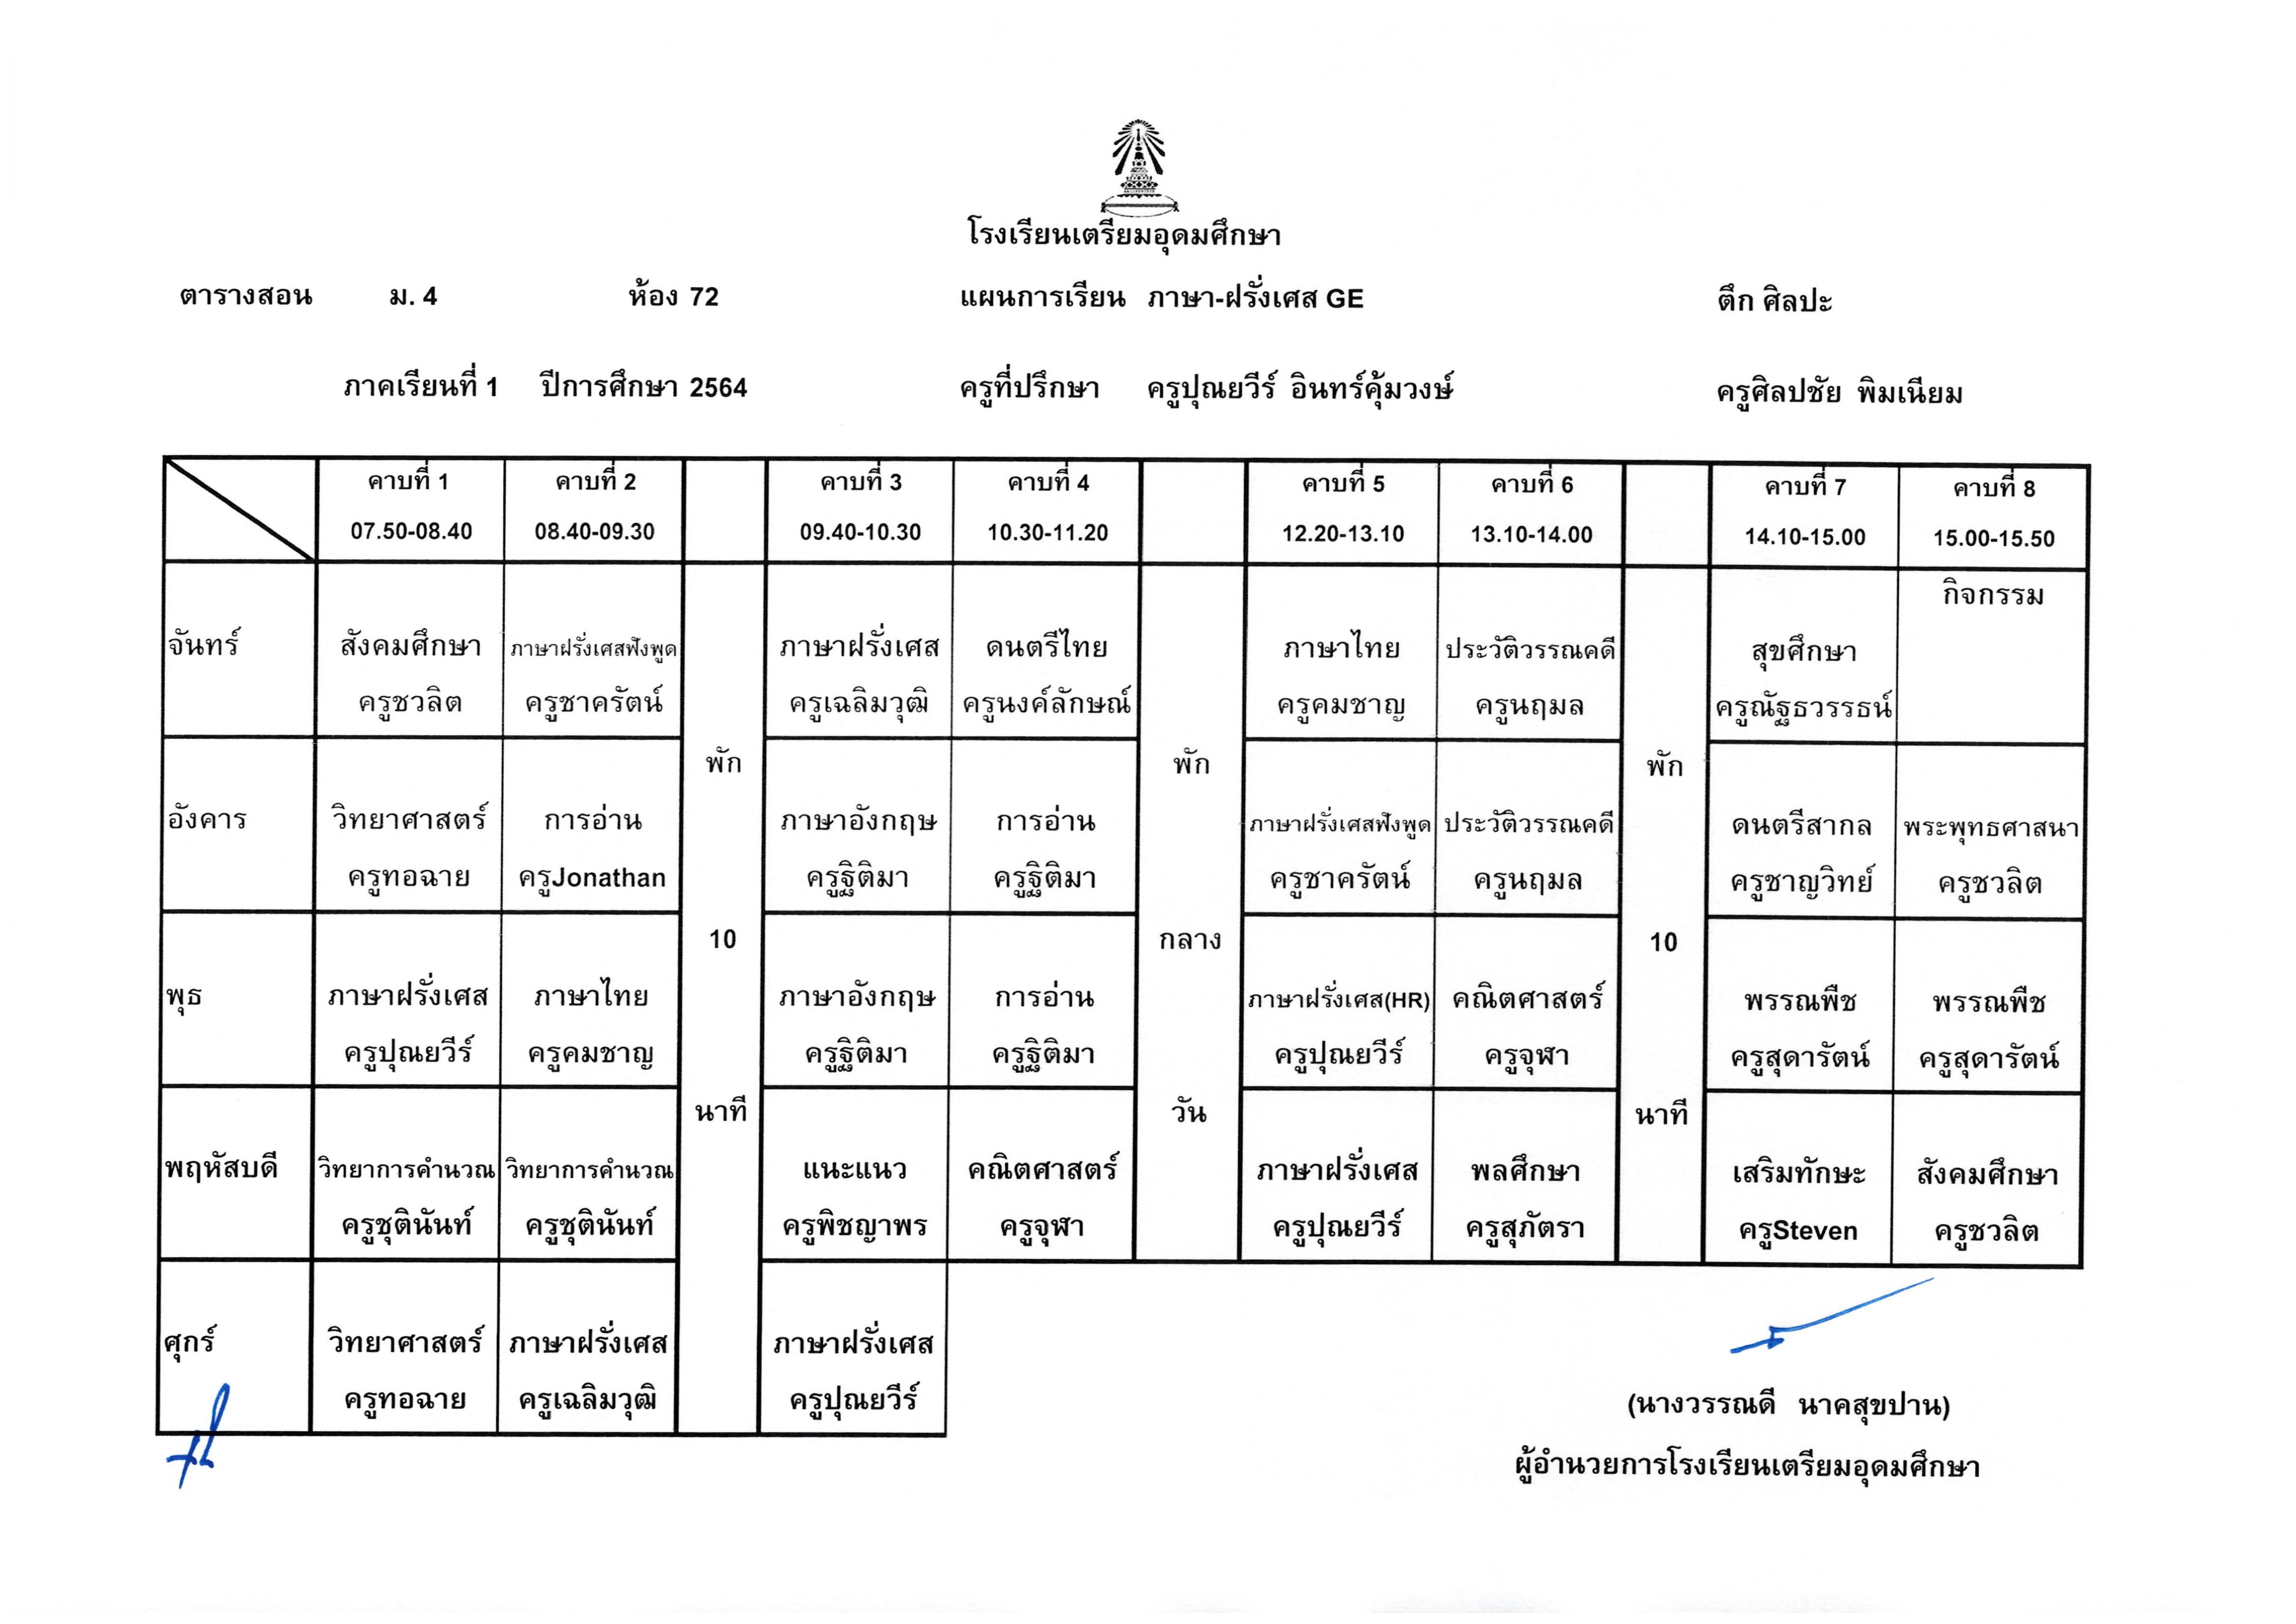 โรงเรียนเตรียมอุดมศึกษา
ตารางสอน ม. 4 ห้อง 72 แผนการเรียน ภาษา-ฝรั่งเศส GE ตึก ศิลปะ
ภาคเรียนที่ 1 ปีการศึกษา 2564 ครูที่ปรึกษา ครูปุณยวีร์ อินทร์คุ้มวงษ์ ครูศิลปชัย พิมเนียม
คาบที่ 1 คาบที่ 2 คาบที่ 3 คาบที่ 4 คาบที่ 5 คาบที่ 6 คาบที่ 7 คาบที่ 8
07.50-08.40 08.40-09.30 09.40-10.30 10.30-11.20 12.20-13.10 13.10-14.00 14.10-15.00 15.00-15.50
กิจกรรม
จันทร์ สังคมศึกษา ภาษาฝรั่งเศสฟังพูด ภาษาฝรั่งเศส ดนตรีไทย ภาษาไทย ประวัติวรรณคดี สุขศึกษา
ครูชวลิต ครูชาครัตน์ ครูเฉลิมวุฒิ ครูนงค์ลักษณ์ ครูคมชาญ ครูนฤมล ครูณัฐธวรรธน์
พัก พัก พัก
อังคาร วิทยาศาสตร์ การอ่าน ภาษาอังกฤษ การอ่าน ภาษาฝรั่งเศสฟังพูด ประวัติวรรณคดี ดนตรีสากล พระพุทธศาสนา
ครูทอฉาย ครูJonathan ครูฐิติมา ครูฐิติมา ครูชาครัตน์ ครูนฤมล ครูชาญวิทย์ ครูชวลิต
10 กลาง 10
พุธ ภาษาฝรั่งเศส ภาษาไทย ภาษาอังกฤษ การอ่าน ภาษาฝรั่งเศส(HR) คณิตศาสตร์ พรรณพืช พรรณพืช
ครูปุณยวีร์ ครูคมชาญ ครูฐิติมา ครูฐิติมา ครูปุณยวีร์ ครูจุฬา ครูสุดารัตน์ ครูสุดารัตน์
นาที วัน นาที
พฤหัสบดี วิทยาการคำนวณ วิทยาการคำนวณ แนะแนว คณิตศาสตร์ ภาษาฝรั่งเศส พลศึกษา เสริมทักษะ สังคมศึกษา
ครูชุตินันท์ ครูชุตินันท์ ครูพิชญาพร ครูจุฬา ครูปุณยวีร์ ครูสุภัตรา ครูSteven ครูชวลิต
ศุกร์ วิทยาศาสตร์ ภาษาฝรั่งเศส ภาษาฝรั่งเศส
ครูทอฉาย ครูเฉลิมวุฒิ ครูปุณยวีร์
(นางวรรณดี นาคสุขปาน)
ผู้อำนวยการโรงเรียนเตรียมอุดมศึกษา